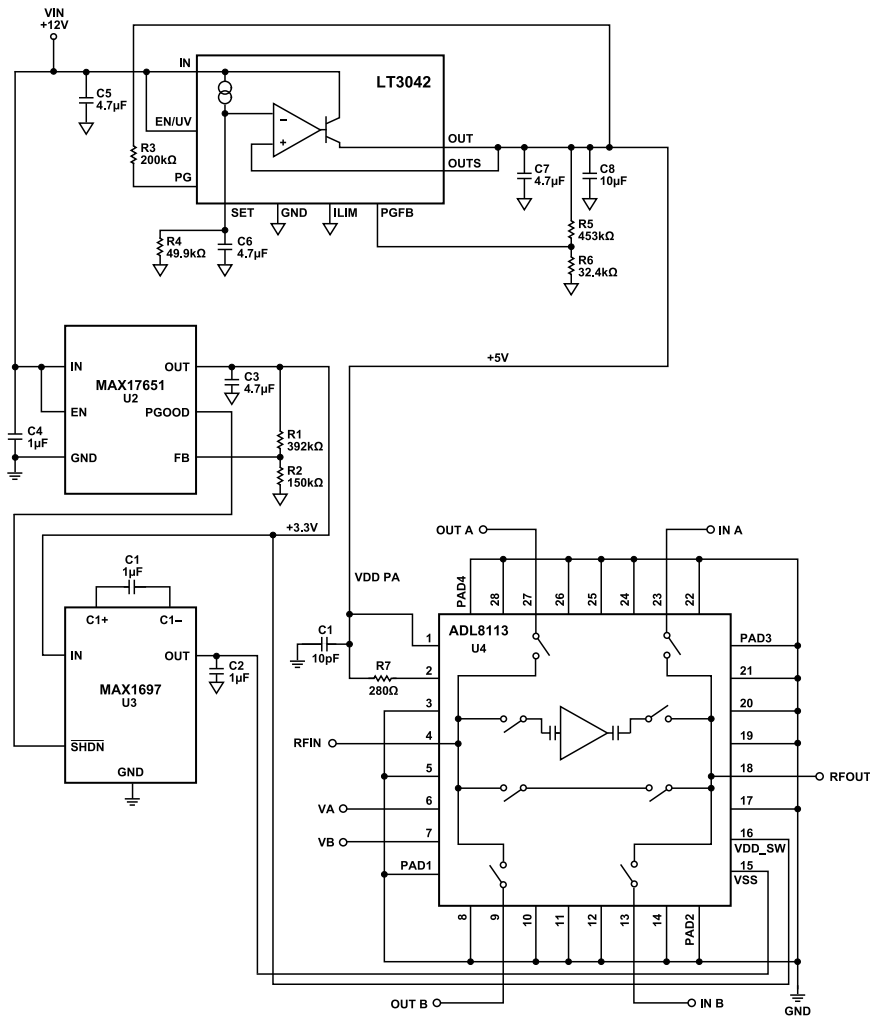 VIN
+12V
IN
LT3042
C5
4.7µF
EN/UV
–
+
OUT
R3
200kΩ
OUTS
C7
4.7µF
C8
10µF
PG
SET
GND
ILIM
PGFB
R4
49.9kΩ
C6
4.7µF
R5
453kΩ
R6
32.4kΩ
+5V
IN
OUT
MAX17651
U2
C3
4.7µF
EN
PGOOD
C4
1µF
R1
392kΩ
GND
FB
R2
150kΩ
+3.3V
OUT A
IN A
C1
1µF
VDD PA
PAD4
28
27
26
25
24
23
22
C1+
C1–
ADL8113
U4
IN
OUT
C1
10pF
1
PAD3
C2
1µF
R7
280Ω
2
21
MAX1697
U3
3
20
RFIN
4
19
SHDN
5
18
RFOUT
GND
VA
6
17
VB
7
16
VDD_SW
PAD1
15
VSS
8
9
10
11
12
13
14
PAD2
OUT B
IN B
GND